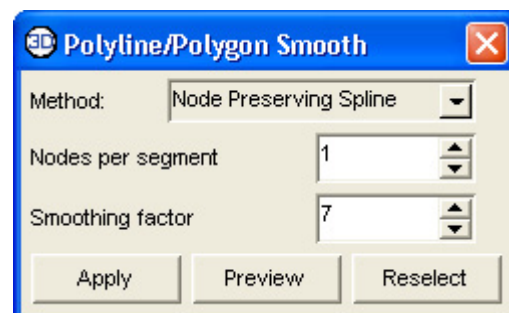 3D Polyline/Polygon Smooth
Method: Node Preserving Spline
Nodes per segment 1
Smoothing factor 7
Apply Preview Reselect